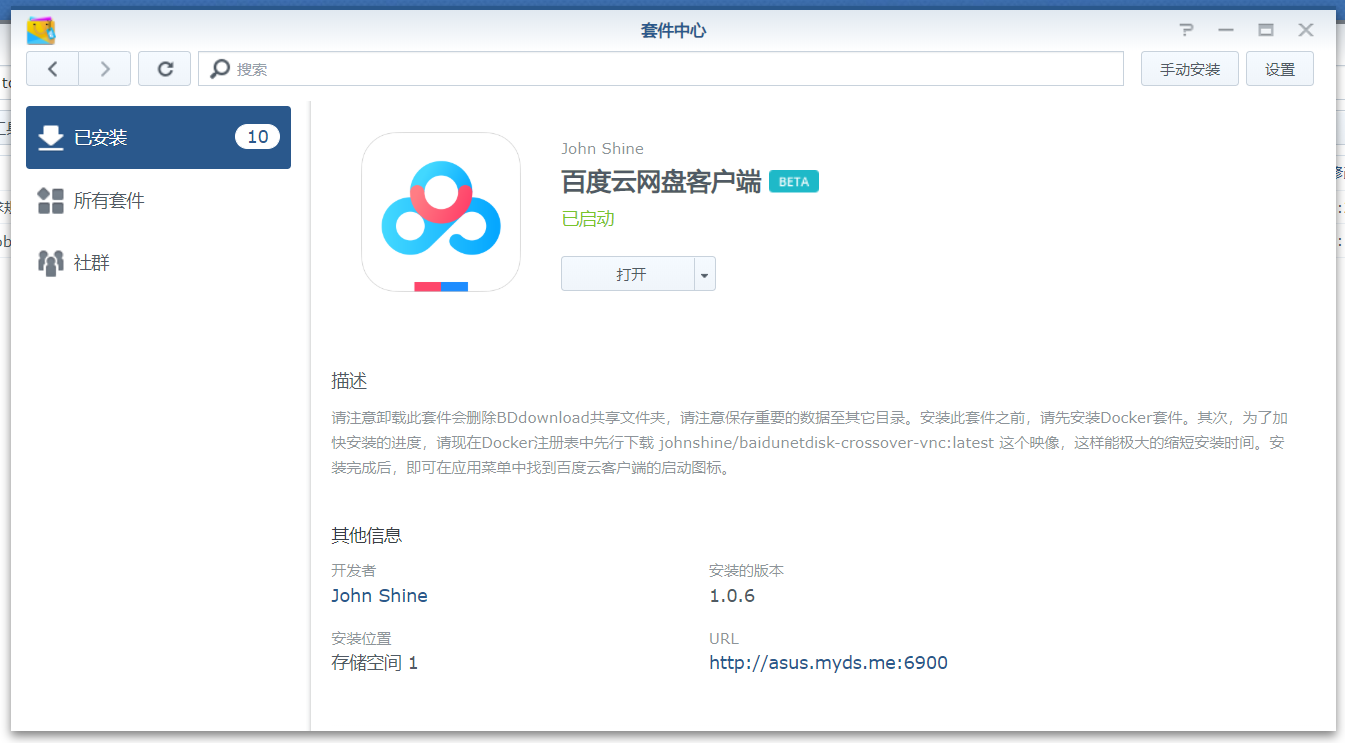 套件中心
搜索
手动安装
设置
已安装
10
所有套件
社群
John Shine
百度云网盘客户端 BETA
已启动
打开
描述
请注意卸载此套件会删除BDdownload共享文件夹，请注意保存重要的数据至其它目录。安装此套件之前，请先安装Docker套件。其次，为了加
快安装的进度，请现在Docker注册表中先行下载 johnshine/baidunetdisk-crossover-vnc:latest 这个映像，这样能极大的缩短安装时间。安
装完成后，即可在应用菜单中找到百度云客户端的启动图标。
其他信息
开发者
John Shine
安装的版本
1.0.6
安装位置
存储空间 1
URL
http://asus.myds.me:6900